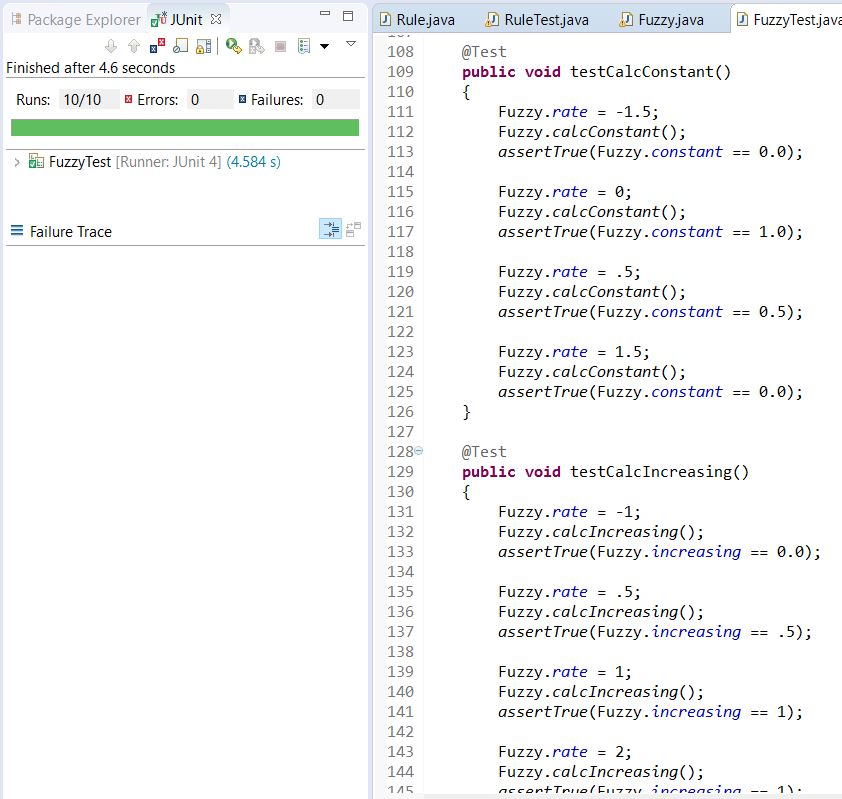 Package Explorer JUnit
Finished after 4.6 seconds
Runs: 10/10 Errors: 0 Failures: 0
FuzzyTest [Runner: JUnit 4] (4.584 s)
Failure Trace
Rule.java RuleTest.java Fuzzy.java FuzzyTest.java
107
108 @Test
109 public void testCalcConstant()
110 {
111 Fuzzy.rate = -1.5;
112 Fuzzy.calcConstant();
113 assertTrue(Fuzzy.constant == 0.0);
114
115 Fuzzy.rate = 0;
116 Fuzzy.calcConstant();
117 assertTrue(Fuzzy.constant == 1.0);
118
119 Fuzzy.rate = .5;
120 Fuzzy.calcConstant();
121 assertTrue(Fuzzy.constant == 0.5);
122
123 Fuzzy.rate = 1.5;
124 Fuzzy.calcConstant();
125 assertTrue(Fuzzy.constant == 0.0);
126 }
127
128 @Test
129 public void testCalcIncreasing()
130 {
131 Fuzzy.rate = -1;
132 Fuzzy.calcIncreasing();
133 assertTrue(Fuzzy.increasing == 0.0);
134
135 Fuzzy.rate = .5;
136 Fuzzy.calcIncreasing();
137 assertTrue(Fuzzy.increasing == .5);
138
139 Fuzzy.rate = 1;
140 Fuzzy.calcIncreasing();
141 assertTrue(Fuzzy.increasing == 1);
142
143 Fuzzy.rate = 2;
144 Fuzzy.calcIncreasing();
145 assertTrue(Fuzzy.increasing == 1);